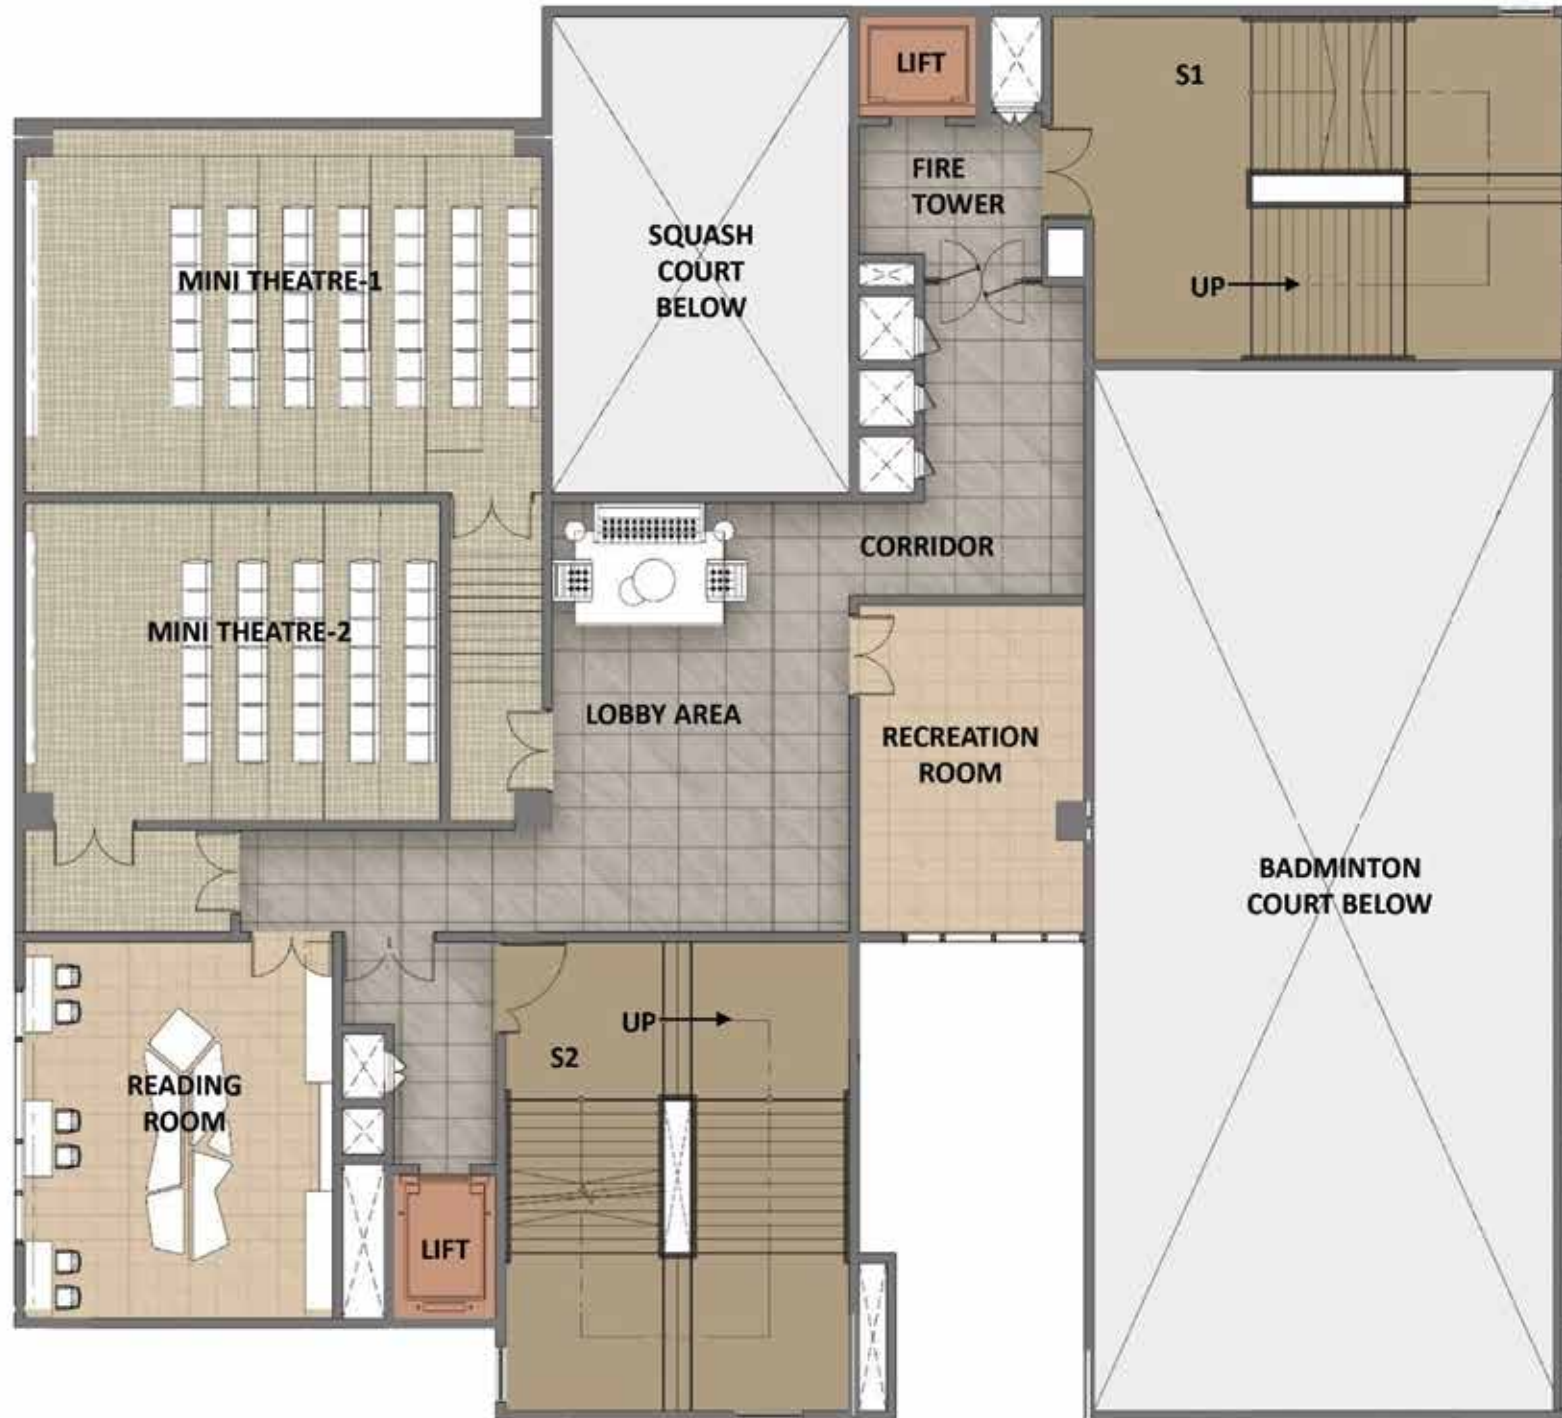 LIFT
S1
FIRE
TOWER
SQUASH
COURT
BELOW
MINI THEATRE-1
UP
CORRIDOR
MINI THEATRE-2
LOBBY AREA
RECREATION
ROOM
BADMINTON
COURT BELOW
UP
S2
READING
ROOM
LIFT